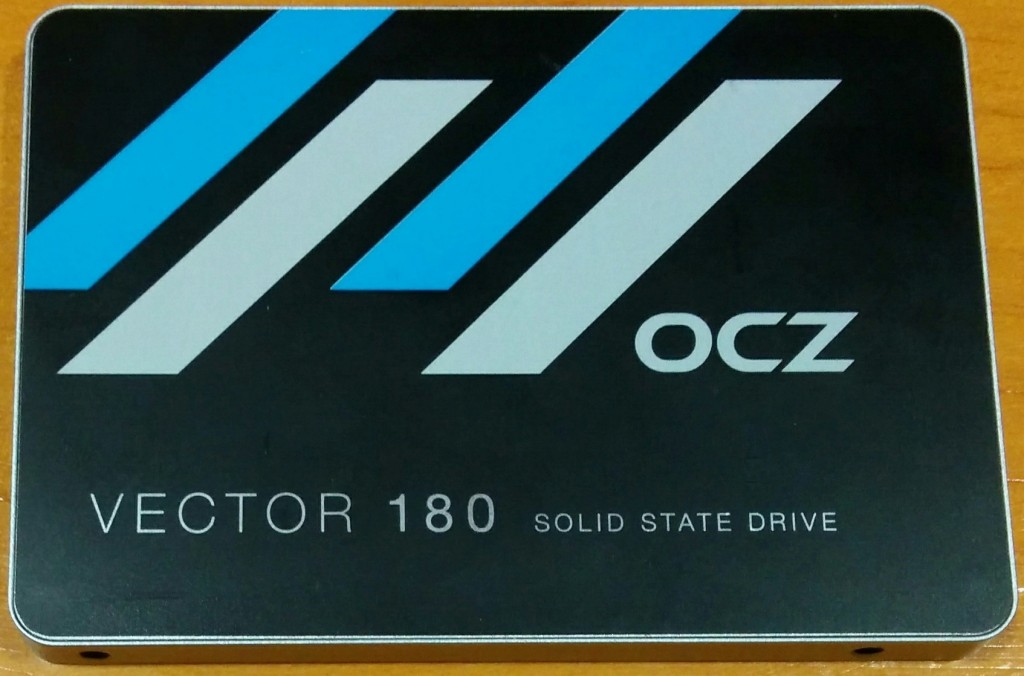 OCZ
VECTOR 180 SOLID STATE DRIVE